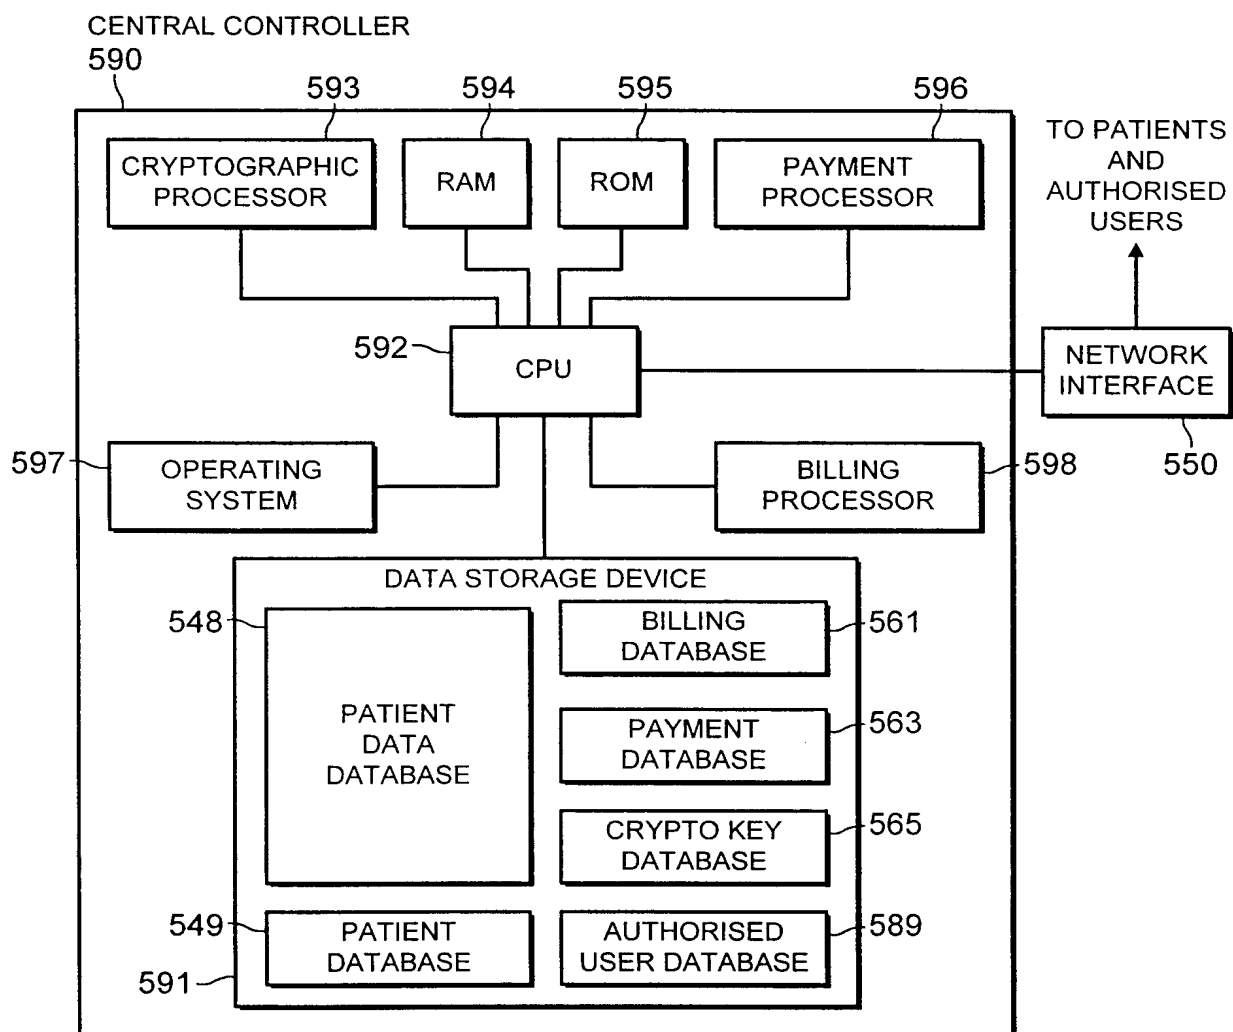 CENTRAL CONTROLLER
590
593
594
595
596
CRYPTOGRAPHIC
PROCESSOR
RAM
ROM
PAYMENT
PROCESSOR
TO PATIENTS
AND
AUTHORISED
USERS
592
CPU
NETWORK
INTERFACE
550
597
OPERATING
SYSTEM
BILLING
PROCESSOR
598
DATA STORAGE DEVICE
548
PATIENT
DATA
DATABASE
BILLING
DATABASE
561
PAYMENT
DATABASE
563
CRYPTO KEY
DATABASE
565
549
PATIENT
DATABASE
AUTHORISED
USER DATABASE
589
591